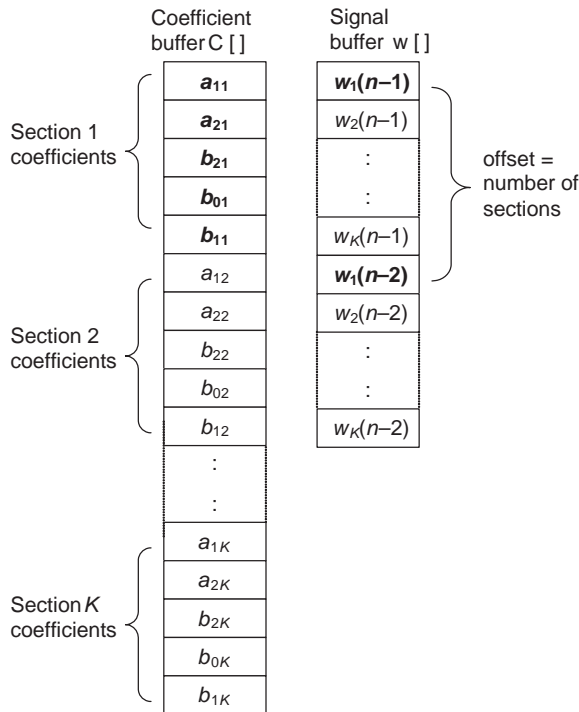 Coefficient
buffer C [ ]
Signal
buffer w [ ]
Section 1
coefficients
a11
a21
b21
b01
b11
Section 2
coefficients
a12
a22
b22
b02
b12
:
:
Section K
coefficients
a1K
a2K
b2K
b0K
b1K
w1(n–1)
w2(n–1)
:
:
wK(n–1)
w1(n–2)
w2(n–2)
:
:
wK(n–2)
offset =
number of
sections